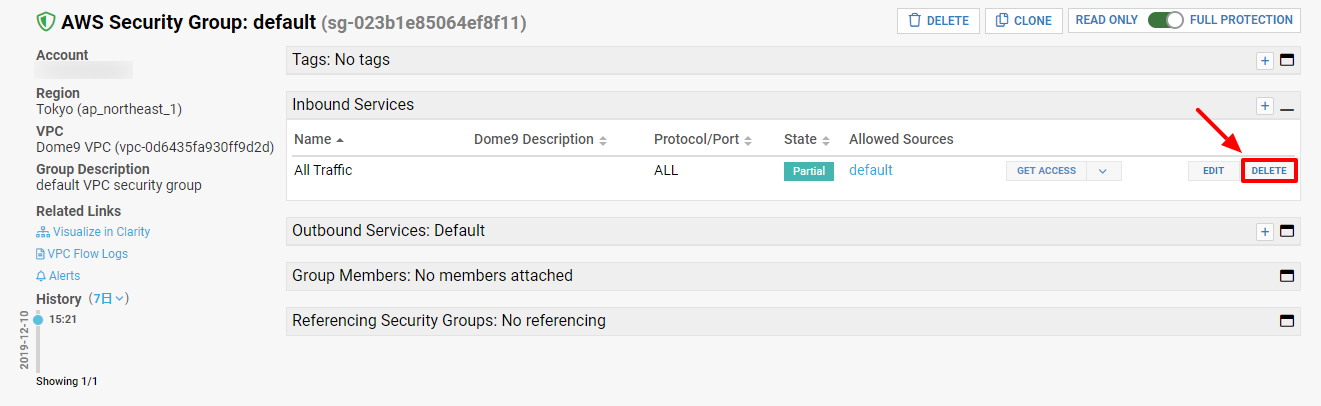 AWS Security Group: default (sg-023b1e85064ef8f11)
DELETE
CLONE
READ ONLY
FULL PROTECTION
Account
Region
Tokyo (ap_northeast_1)
VPC
Dome9 VPC (vpc-0d6435fa930ff9d2d)
Group Description
default VPC security group
Related Links
Visualize in Clarity
VPC Flow Logs
Alerts
History (7日)
2019-12-10
15:21
Showing 1/1
Tags: No tags
Inbound Services
Name Dome9 Description Protocol/Port State Allowed Sources
All Traffic ALL Partial default GET ACCESS EDIT DELETE
Outbound Services: Default
Group Members: No members attached
Referencing Security Groups: No referencing